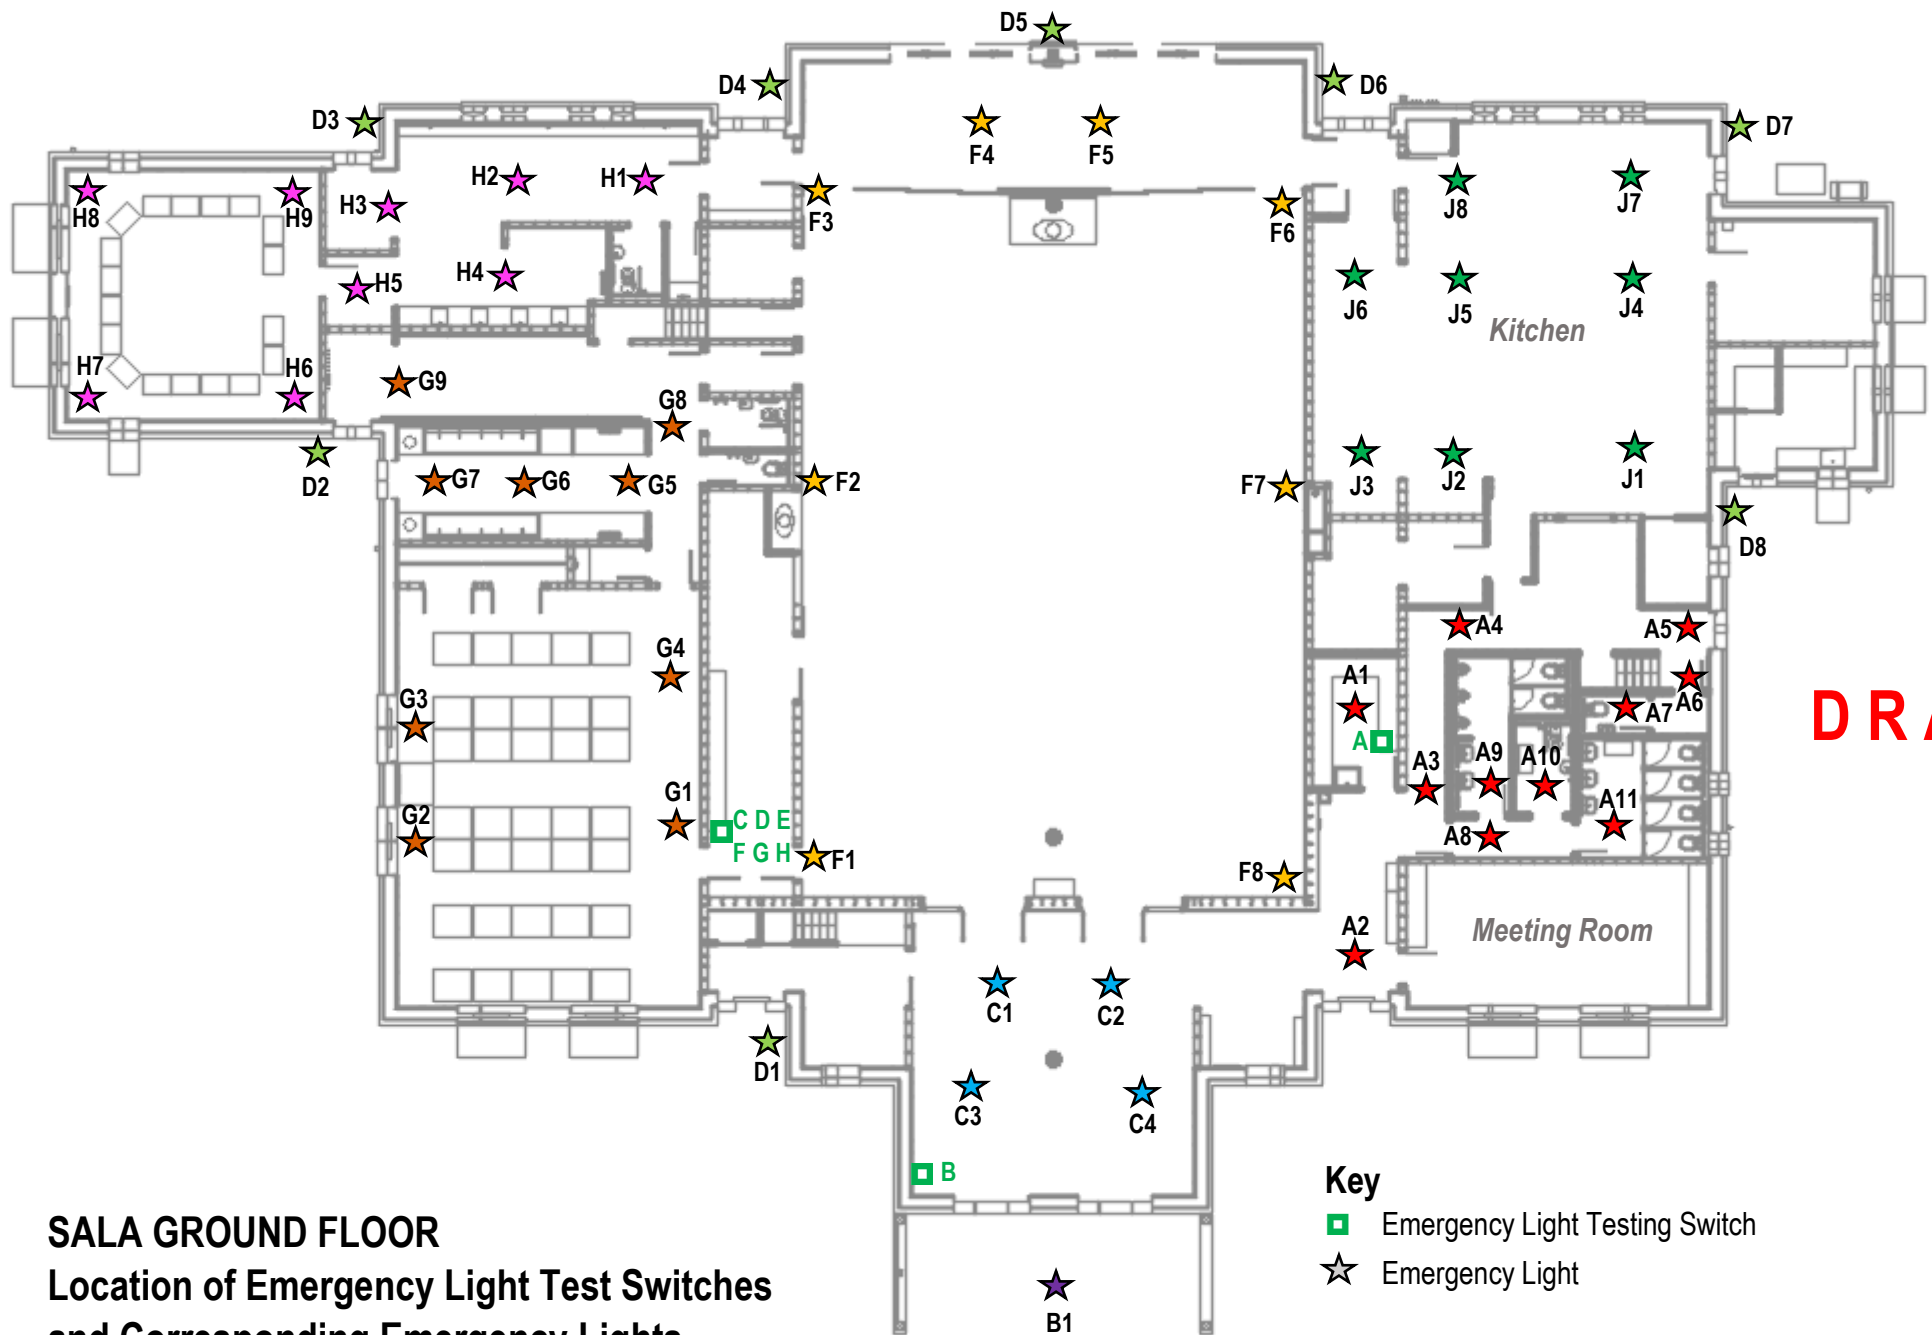 D5
D4
D6
D3
D7
F4
F5
H2
H1
H8
H9
H3
F3
F6
J8
J7
H4
H5
J6
J5
J4
Kitchen
H7
H6
G9
G8
D2
G7
G6
G5
F2
F7
J3
J2
J1
D8
G4
A4
A5
A1
A7
A6
D R A
G3
A
A3
A9
A10
G1
A11
G2
C D E
F G H
F1
A8
F8
A2
Meeting Room
C1
C2
D1
C3
C4
B
Key
Emergency Light Testing Switch
Emergency Light
B1
SALA GROUND FLOOR
Location of Emergency Light Test Switches
and Corresponding Emergency Lights